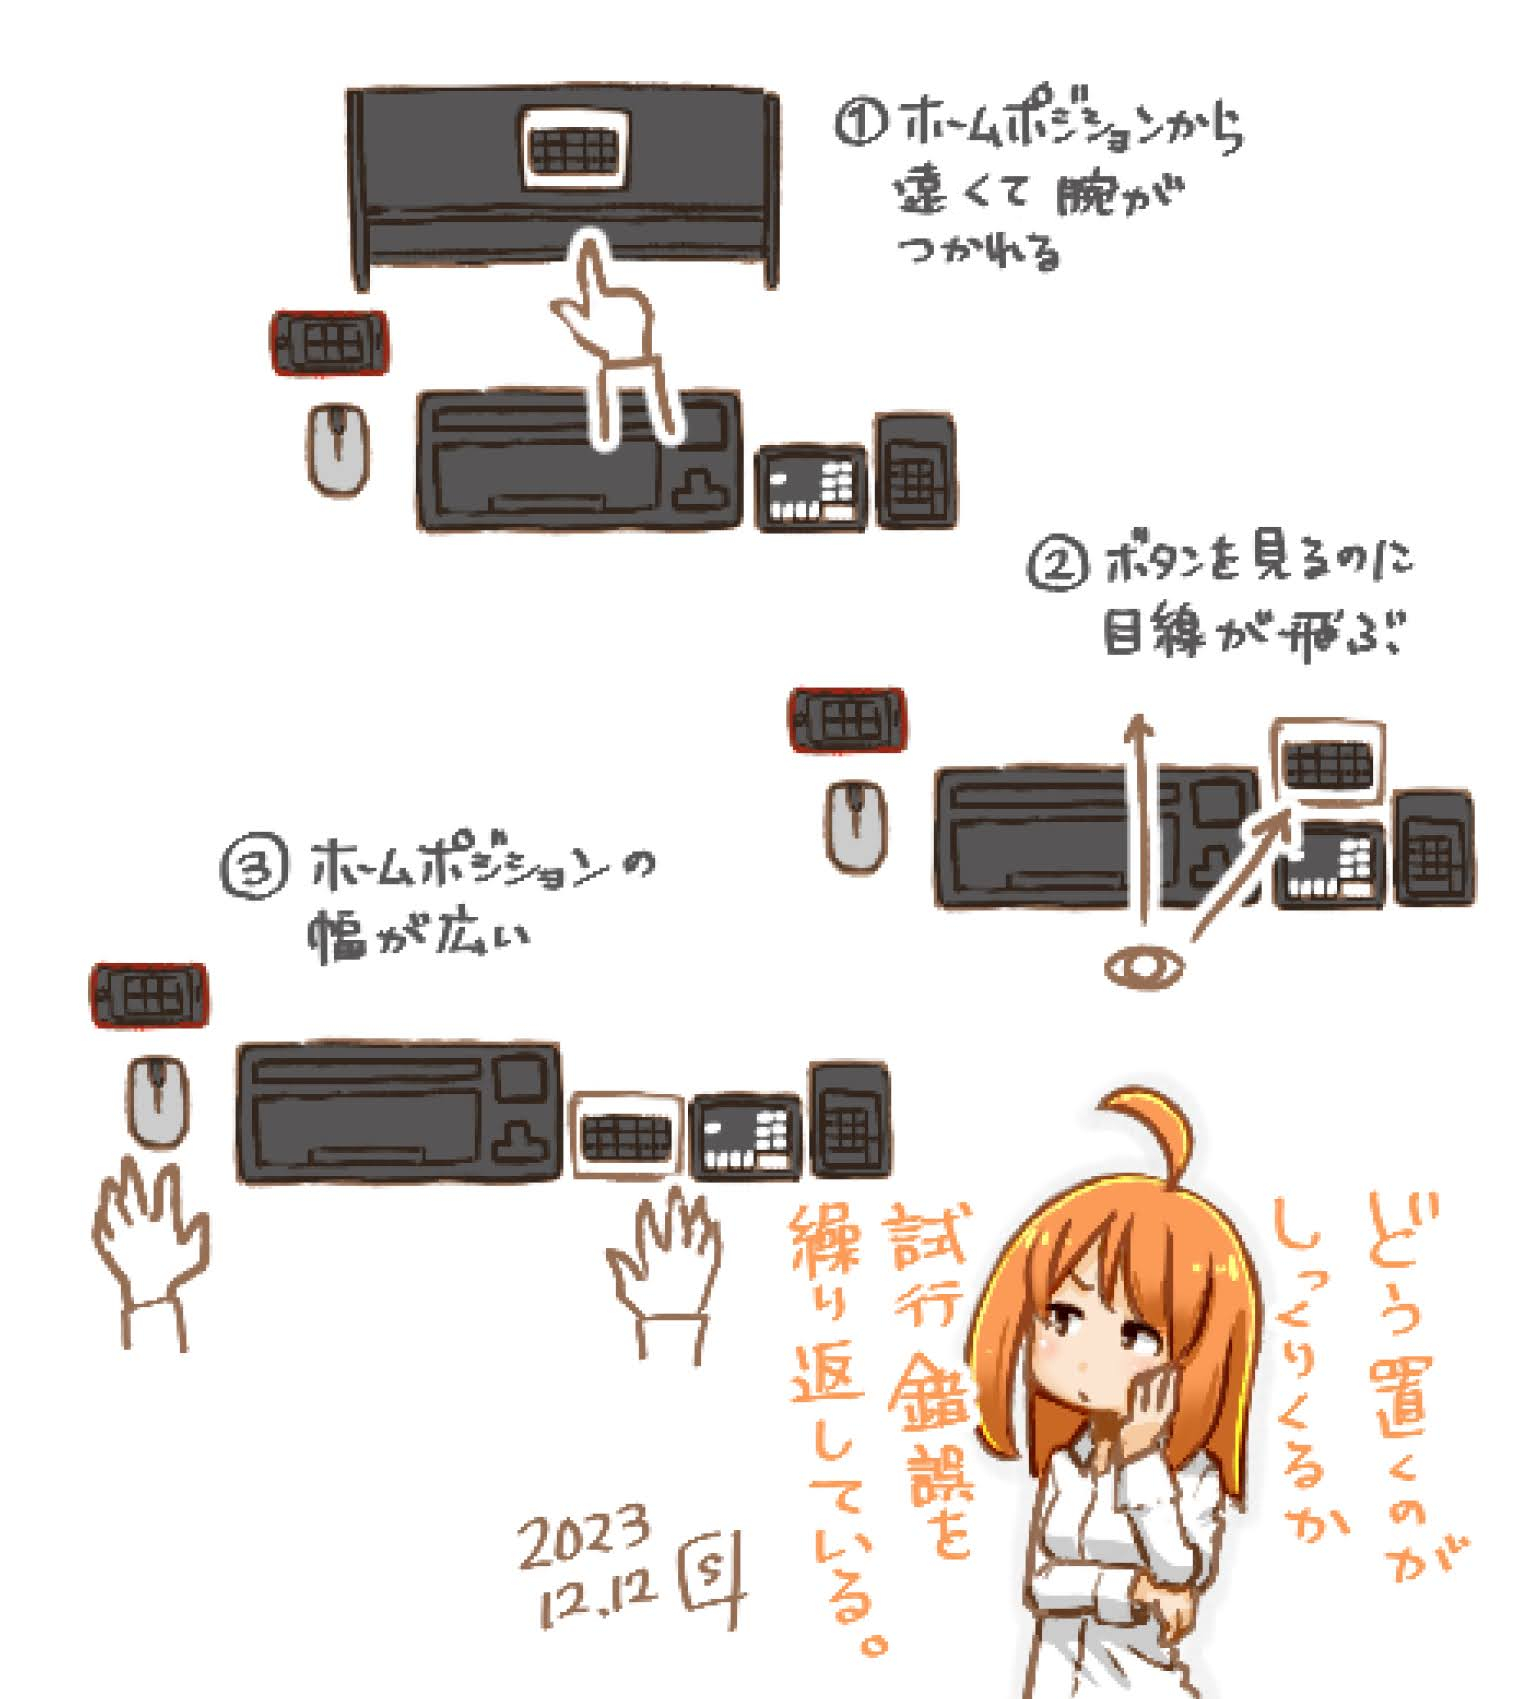 ①ホームポジションから
遠くて腕が
つかれる
②ボタンを見るのに
目線が飛ぶ
③ホームポジションの
幅が広い
どう置くのが
しっくりくるか
試行錯誤を
繰り返している。
2023
12.12
S